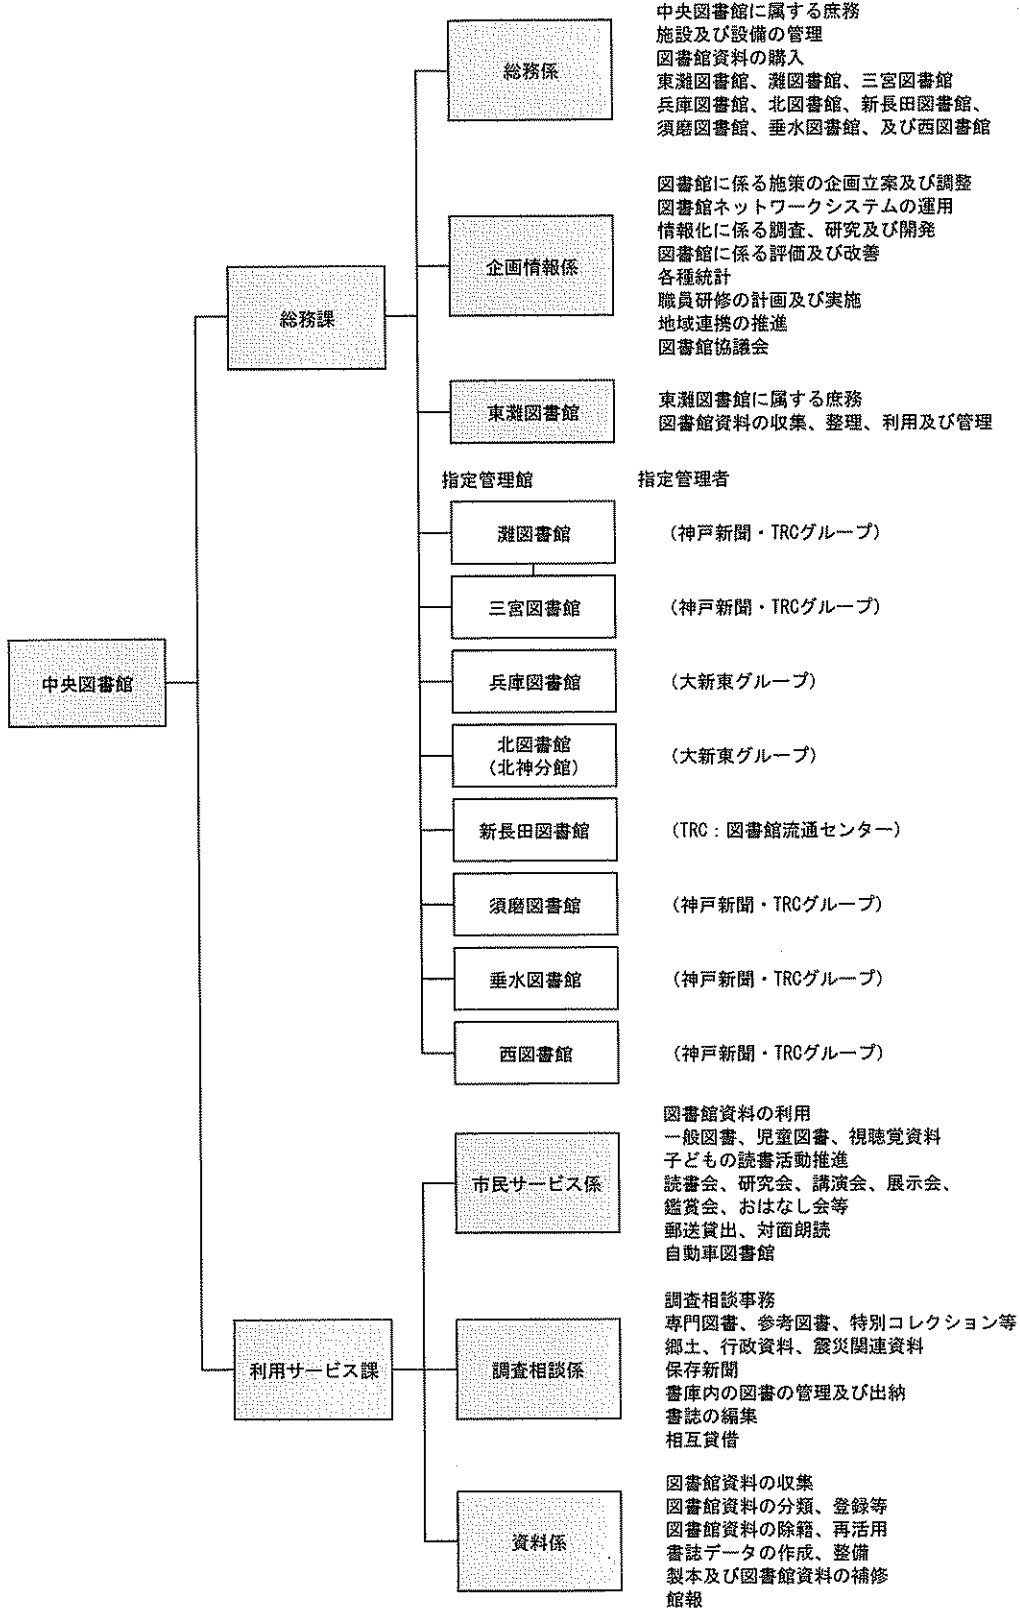 中央図書館に属する庶務
施設及び設備の管理
図書館資料の購入
東灘図書館、灘図書館、三宮図書館
兵庫図書館、北図書館、新長田図書館、
須磨図書館、垂水図書館、及び西図書館
総務係
図書館に係る施策の企画立案及び調整
図書館ネットワークシステムの運用
情報化に係る調査、研究及び開発
図書館に係る評価及び改善
各種統計
職員研修の計画及び実施
地域連携の推進
図書館協議会
企画情報係
総務課
東灘図書館
東灘図書館に属する庶務
図書館資料の収集、整理、利用及び管理
指定管理館
指定管理者
灘図書館
(神戸新聞・TRCグループ)
三宮図書館
(神戸新聞・TRCグループ)
中央図書館
兵庫図書館
(大新東グループ)
北図書館
(北神分館)
(大新東グループ)
新長田図書館
(TRC:図書館流通センター)
須磨図書館
(神戸新聞・TRCグループ)
垂水図書館
(神戸新聞・TRCグループ)
西図書館
(神戸新聞・TRCグループ)
市民サービス係
図書館資料の利用
一般図書、児童図書、視聴覚資料
子どもの読書活動推進
読書会、研究会、講演会、展示会、
鑑賞会、おはなし会等
郵送貸出、対面朗読
自動車図書館
利用サービス課
調査相談係
調査相談事務
専門図書、参考図書、特別コレクション等
郷土、行政資料、震災関連資料
保存新聞
書庫内の図書の管理及び出納
書誌の編集
相互貸借
資料係
図書館資料の収集
図書館資料の分類、登録等
図書館資料の除籍、再活用
書誌データの作成、整備
製本及び図書館資料の補修
館報